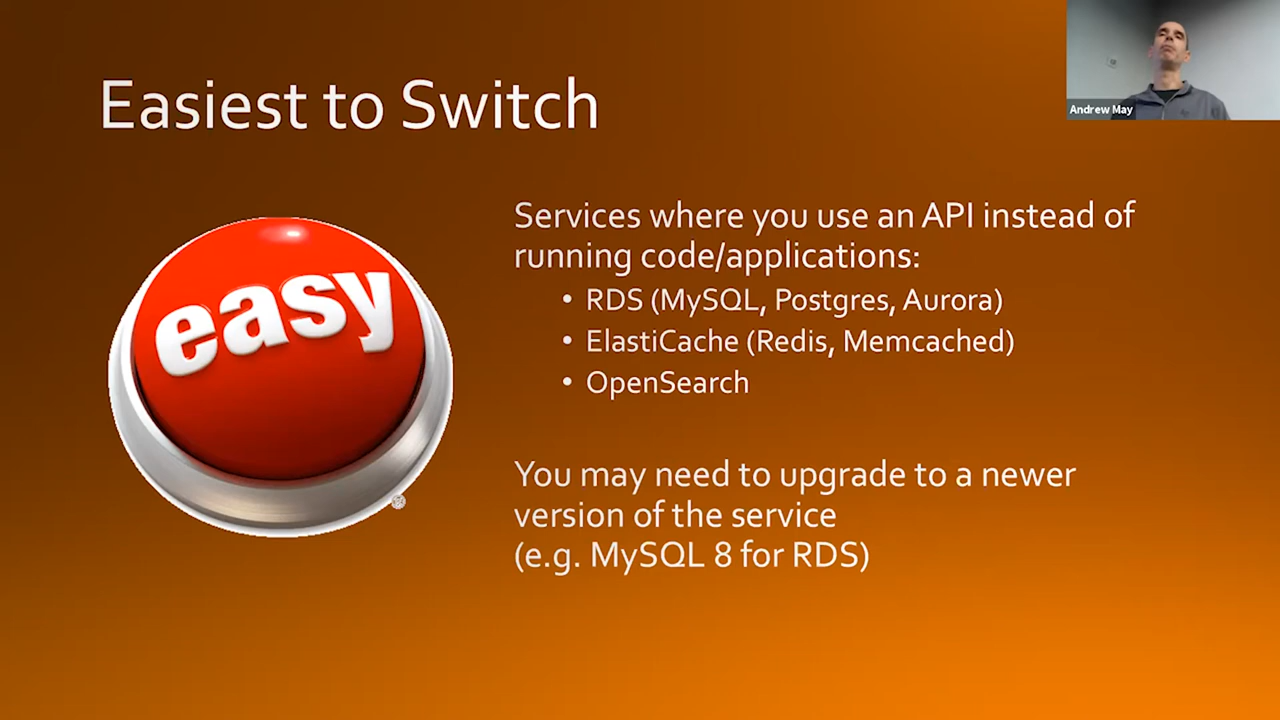 Easiest to Switch
Andrew May
easy
Services where you use an API instead of
running code/applications:
• RDS (MySQL, Postgres, Aurora)
• ElastiCache (Redis, Memcached)
• OpenSearch
You may need to upgrade to a newer
version of the service
(e.g. MySQL 8 for RDS)